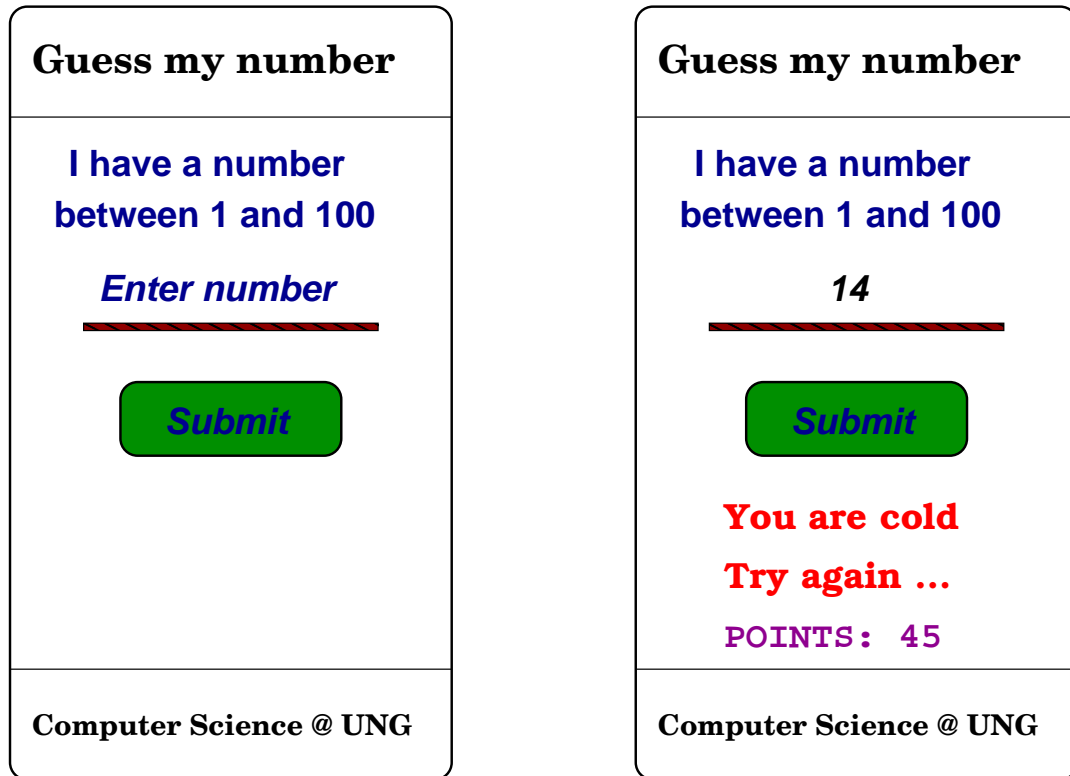 Guess my number
I have a number
between 1 and 100
Enter number
Submit
Computer Science @ UNG
Guess my number
I have a number
between 1 and 100
14
Submit
You are cold
Try again ...
POINTS: 45
Computer Science @ UNG